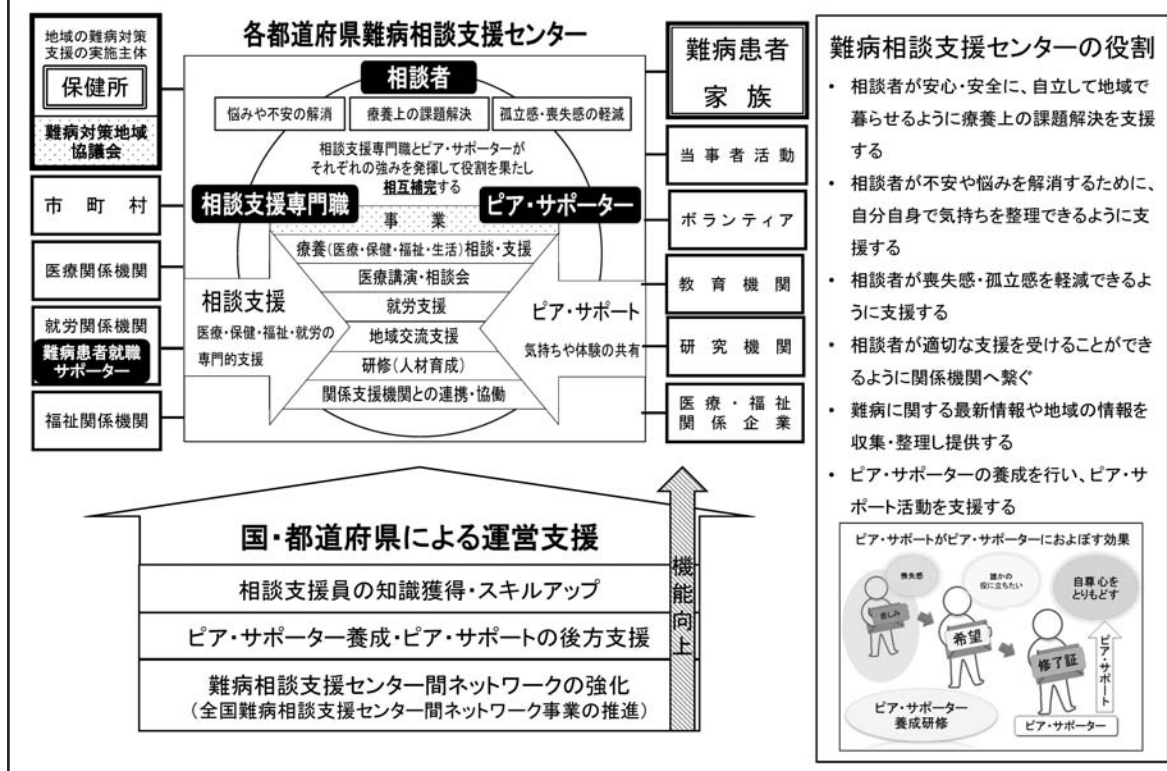 地域の難病対策
支援の実施主体
保健所
難病対策地域
協議会
市町村
医療関係機関
就労関係機関
難病患者就職
サポーター
福祉関係機関
各都道府県難病相談支援センター
相談者
悩みや不安の解消
療養上の課題解決
孤立感・喪失感の軽減
相談支援専門職とピア・サポーターが
それぞれの強みを発揮して役割を果たし
相互補完する
相談支援専門職
ピア・サポーター
事業
療養(医療・保健・福祉・生活)相談・支援
医療講演・相談会
就労支援
地域交流支援
研修(人材育成)
関係支援機関との連携・協働
相談支援
医療・保健・福祉・就労の
専門的支援
ピア・サポート
気持ちや体験の共有
難病患者
家族
当事者活動
ボランティア
教育機関
研究機関
医療・福祉
関係企業
国・都道府県による運営支援
相談支援員の知識獲得・スキルアップ
ピア・サポーター養成・ピア・サポートの後方支援
難病相談支援センター間ネットワークの強化
(全国難病相談支援センター間ネットワーク事業の推進)
機能向上
難病相談支援センターの役割
・ 相談者が安心・安全に、自立して地域で
暮らせるように療養上の課題解決を支援
する
・ 相談者が不安や悩みを解消するために、
自分自身で気持ちを整理できるように支
援する
・ 相談者が喪失感・孤立感を軽減できるよ
うに支援する
・ 相談者が適切な支援を受けることができ
るように関係機関へ繋ぐ
・ 難病に関する最新情報や地域の情報を
収集・整理し提供する
・ ピア・サポーターの養成を行い、ピア・サ
ポート活動を支援する
ピア・サポートがピア・サポーターにおよぼす効果
喪失感
誰かの
役に立ちたい
自尊心を
とりもどす
悲しみ
希望
修了証
ピア・サポート
ピア・サポーター
養成研修
ピア・サポーター